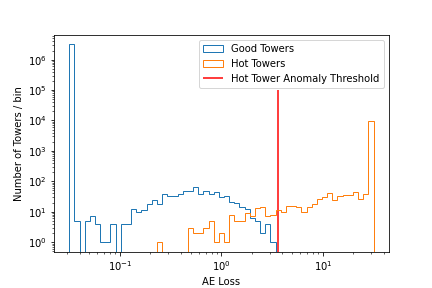 Good Towers
Hot Towers
Hot Tower Anomaly Threshold
Number of Towers / bin
10⁶
10⁵
10⁴
10³
10²
10¹
10⁰
10⁻¹
10⁰
10¹
AE Loss